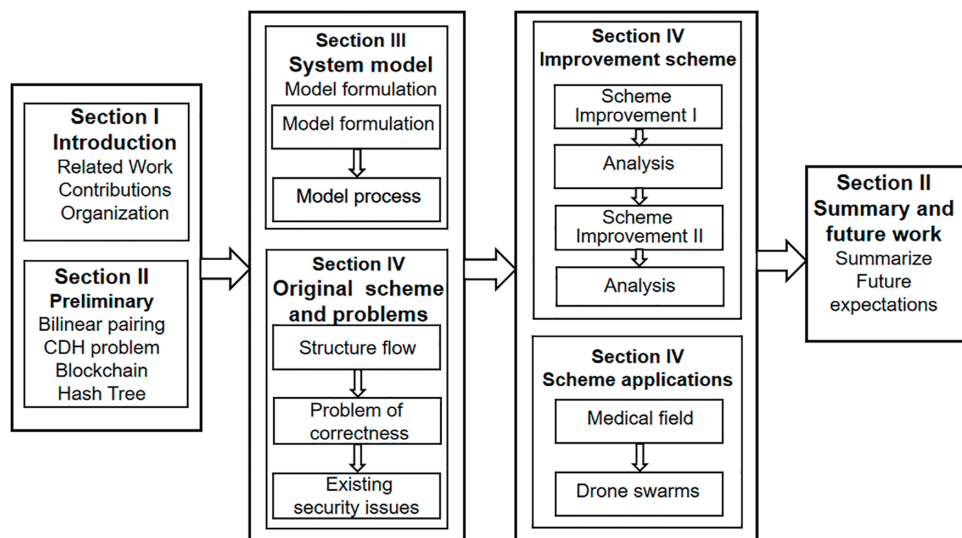 Section I
Introduction
Related Work
Contributions
Organization
Section II
Preliminary
Bilinear pairing
CDH problem
Blockchain
Hash Tree
Section III
System model
Model formulation
Model formulation
Model process
Section IV
Original scheme
and problems
Structure flow
Problem of
correctness
Existing
security issues
Section IV
Improvement scheme
Scheme
Improvement I
Analysis
Scheme
Improvement II
Analysis
Section IV
Scheme applications
Medical field
Drone swarms
Section II
Summary and
future work
Summarize
Future
expectations